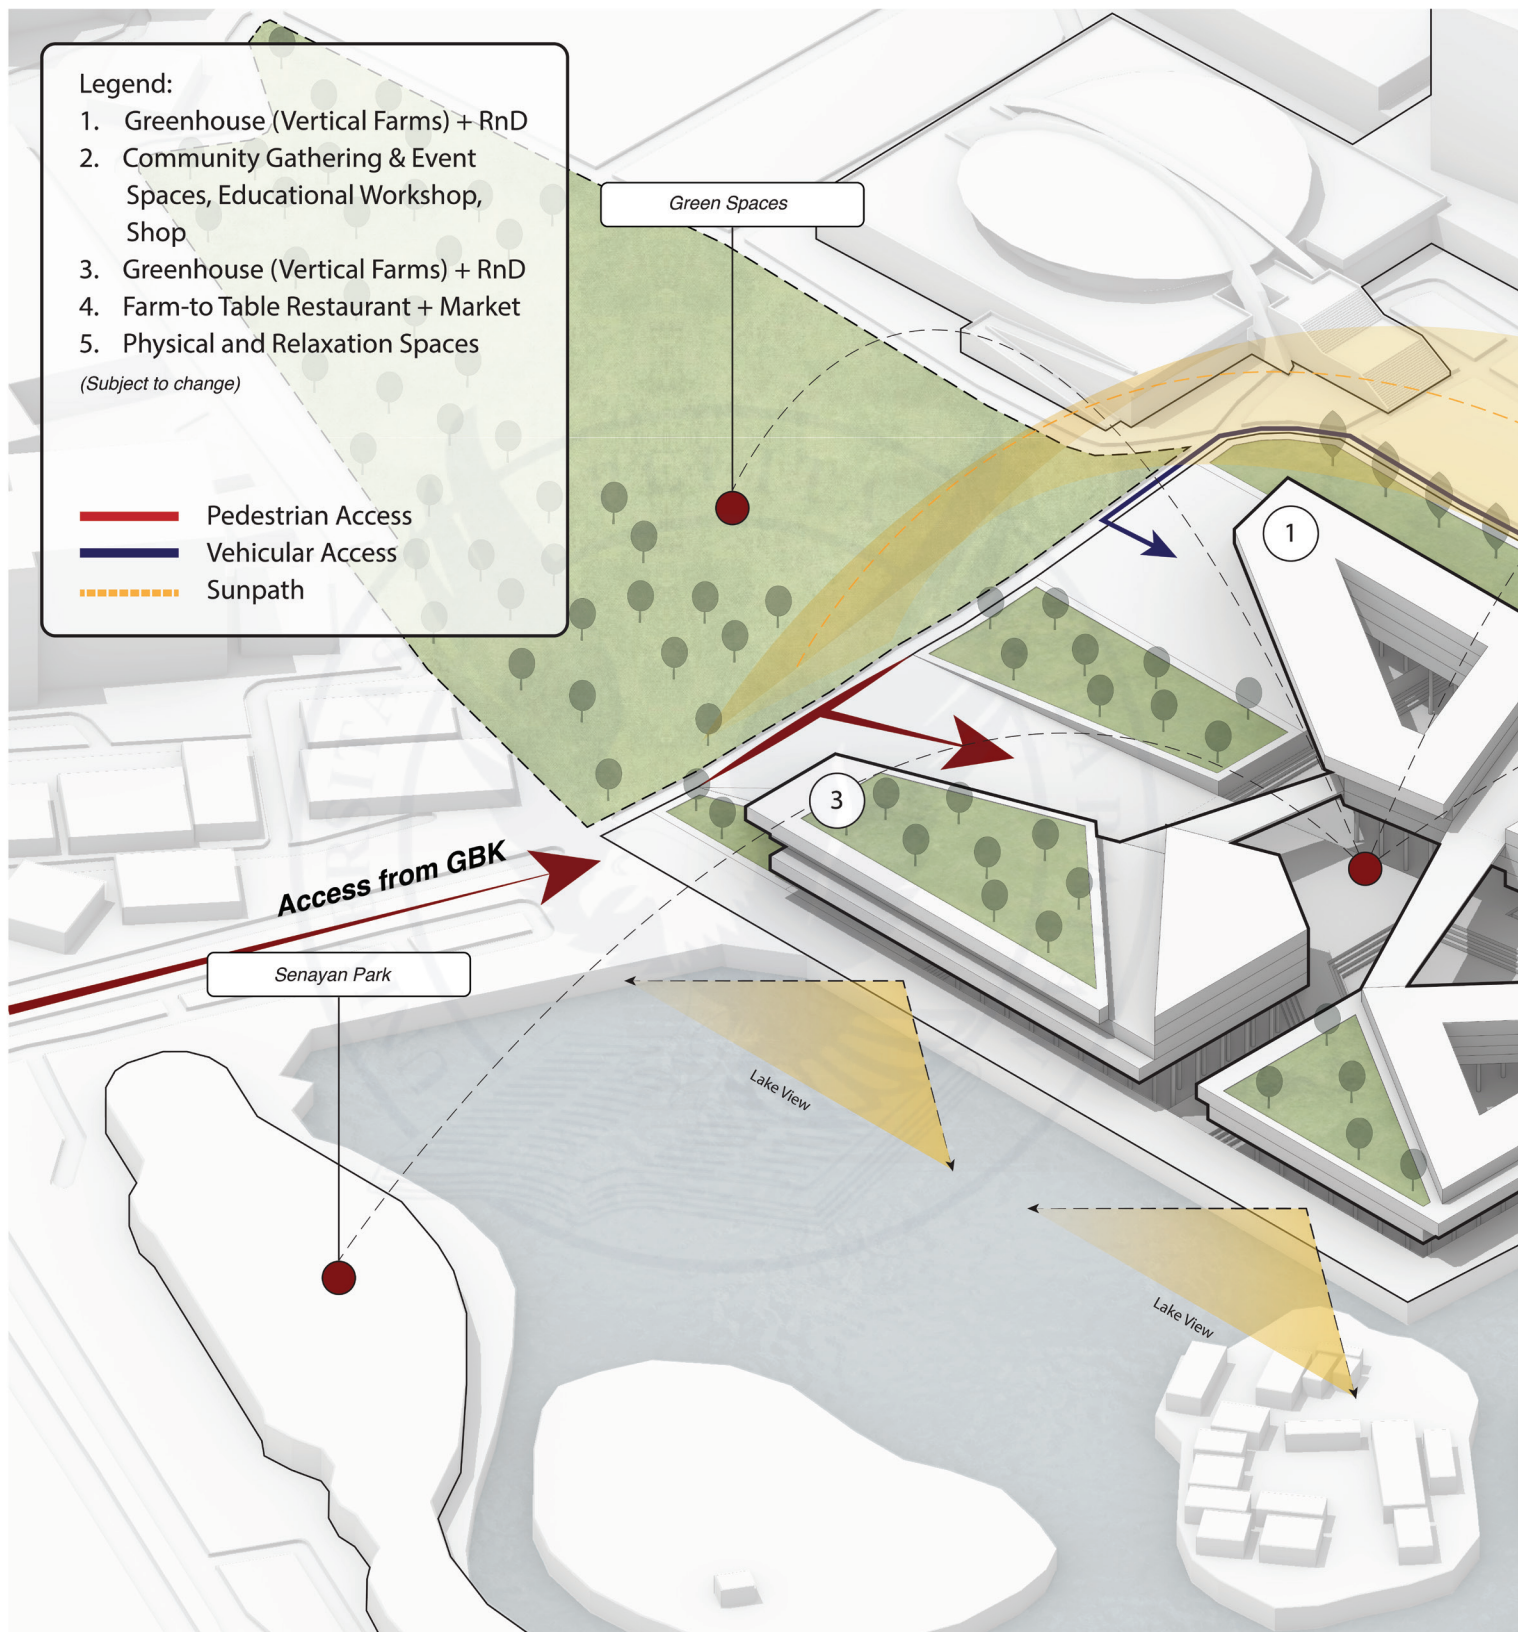 Legend:
1. Greenhouse (Vertical Farms) + RnD
2. Community Gathering & Event
Spaces, Educational Workshop,
Shop
3. Greenhouse (Vertical Farms) + RnD
4. Farm-to Table Restaurant + Market
5. Physical and Relaxation Spaces
(Subject to change)
Pedestrian Access
Vehicular Access
Sunpath
Green Spaces
1
3
Access from GBK
Senayan Park
Lake View
Lake View